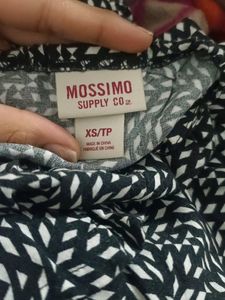 MOSSIMO
SUPPLY CO.
XS/TP
MADE IN CHINA
FABRIQUÉ EN CHINE